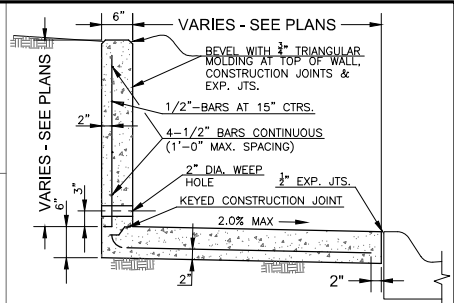 6"
VARIES - SEE PLANS
VARIES - SEE PLANS
BEVEL WITH 3/4" TRIANGULAR
MOLDING AT TOP OF WALL,
CONSTRUCTION JOINTS &
EXP. JTS.
1/2"-BARS AT 15" CTRS.
2"
4-1/2" BARS CONTINUOUS
(1'-0" MAX. SPACING)
2" DIA. WEEP
HOLE
1/2" EXP. JTS.
3"
6"
KEYED CONSTRUCTION JOINT
2.0% MAX
2"
2"